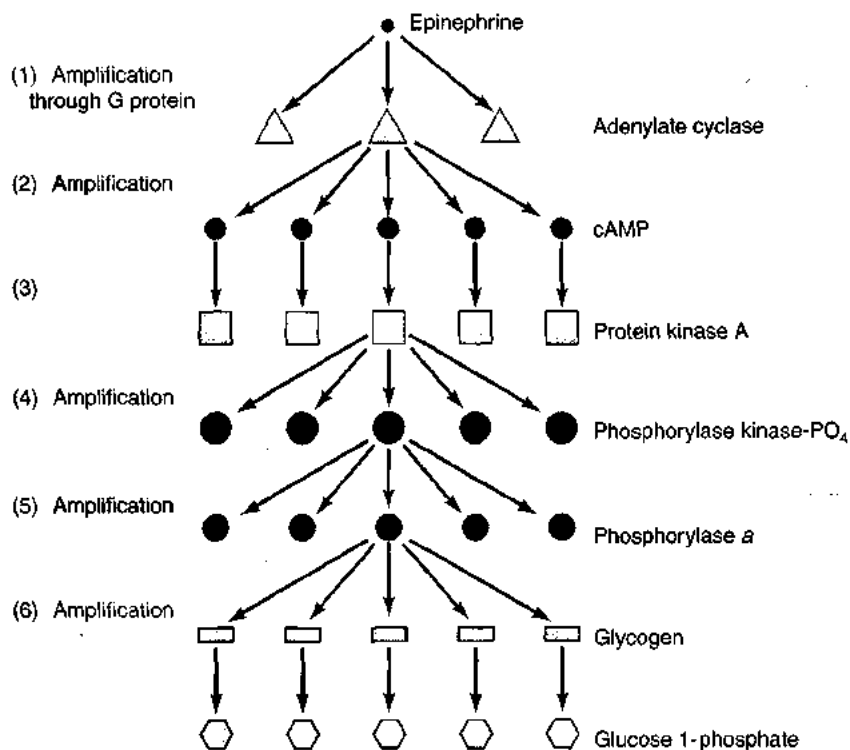 Epinephrine
(1) Amplification
through G protein
Adenylate cyclase
(2) Amplification
cAMP
(3)
Protein kinase A
(4) Amplification
Phosphorylase kinase-PO₄
(5) Amplification
Phosphorylase a
(6) Amplification
Glycogen
Glucose 1-phosphate